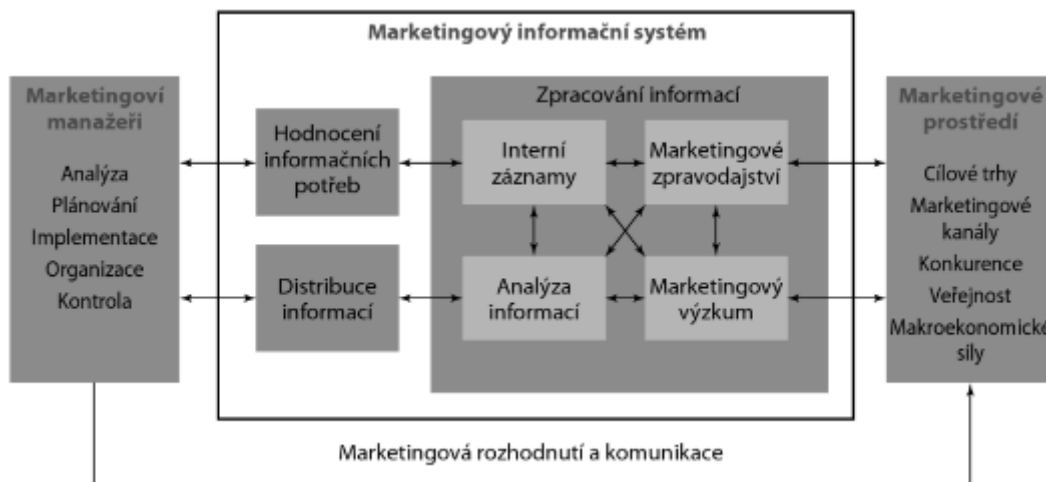 Marketingový informační systém
Marketingoví
manažeři
Analýza
Plánování
Implementace
Organizace
Kontrola
Hodnocení
informačních
potřeb
Distribuce
informací
Zpracování informací
Interní
záznamy
Marketingové
zpravodajství
Analýza
informací
Marketingový
výzkum
Marketingové
prostředí
Cílové trhy
Marketingové
kanály
Konkurence
Veřejnost
Makroekonomické
síly
Marketingová rozhodnutí a komunikace